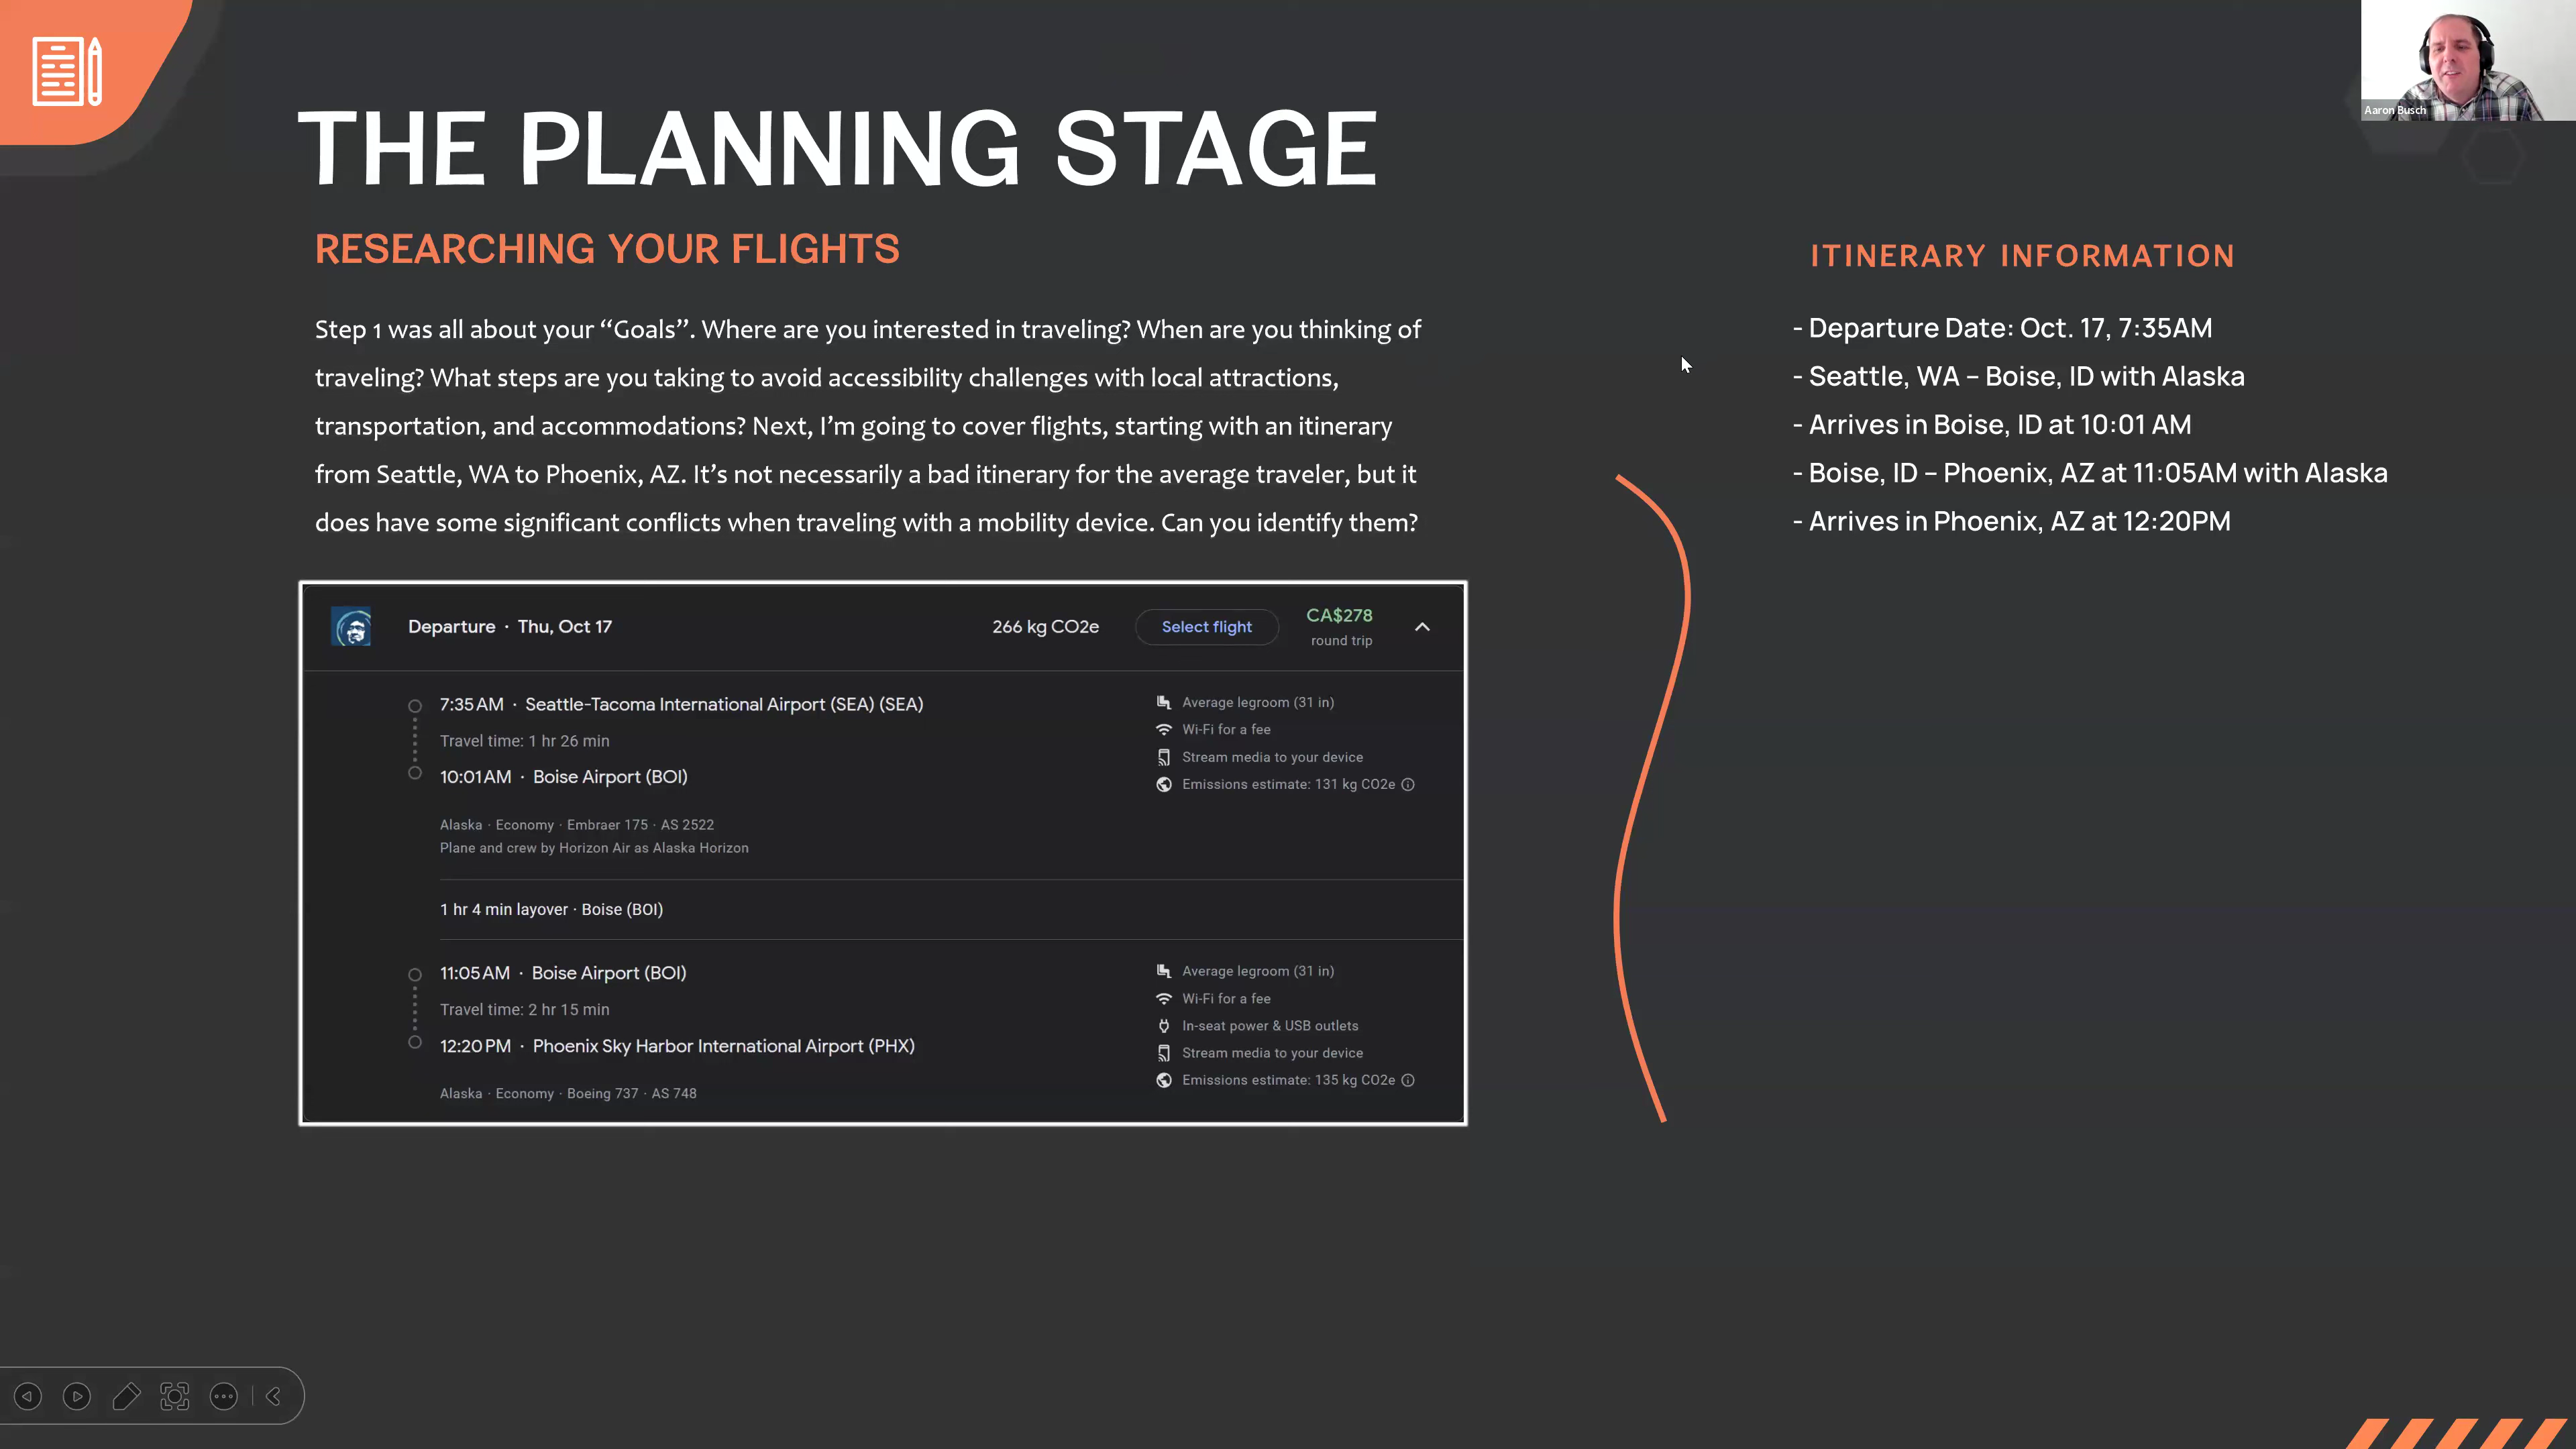 THE PLANNING STAGE
RESEARCHING YOUR FLIGHTS
Step 1 was all about your “Goals”. Where are you interested in traveling? When are you thinking of
traveling? What steps are you taking to avoid accessibility challenges with local attractions,
transportation, and accommodations? Next, I’m going to cover flights, starting with an itinerary
from Seattle, WA to Phoenix, AZ. It’s not necessarily a bad itinerary for the average traveler, but it
does have some significant conflicts when traveling with a mobility device. Can you identify them?
Departure · Thu, Oct 17
266 kg CO2e
Select flight
CA$278
round trip
7:35 AM · Seattle-Tacoma International Airport (SEA) (SEA)
Travel time: 1 hr 26 min
10:01 AM · Boise Airport (BOI)
Alaska · Economy · Embraer 175 · AS 2522
Plane and crew by Horizon Air as Alaska Horizon
Average legroom (31 in)
Wi-Fi for a fee
Stream media to your device
Emissions estimate: 131 kg CO2e
1 hr 4 min layover · Boise (BOI)
11:05 AM · Boise Airport (BOI)
Travel time: 2 hr 15 min
12:20 PM · Phoenix Sky Harbor International Airport (PHX)
Alaska · Economy · Boeing 737 · AS 748
Average legroom (31 in)
Wi-Fi for a fee
In-seat power & USB outlets
Stream media to your device
Emissions estimate: 135 kg CO2e
ITINERARY INFORMATION
- Departure Date: Oct. 17, 7:35AM
- Seattle, WA – Boise, ID with Alaska
- Arrives in Boise, ID at 10:01 AM
- Boise, ID – Phoenix, AZ at 11:05AM with Alaska
- Arrives in Phoenix, AZ at 12:20PM
Aaron Busch